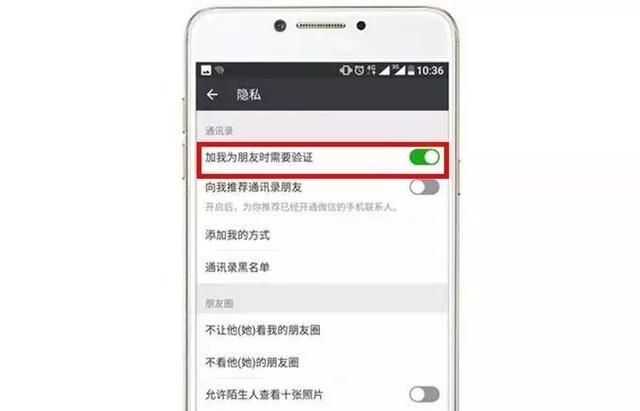 4G 3G 10:36
隐私
通讯录
加我为朋友时需要验证
向我推荐通讯录朋友
开启后，为你推荐已经开通微信的手机联系人。
添加我的方式
通讯录黑名单
朋友圈
不让他(她)看我的朋友圈
不看他(她)的朋友圈
允许陌生人查看十张照片